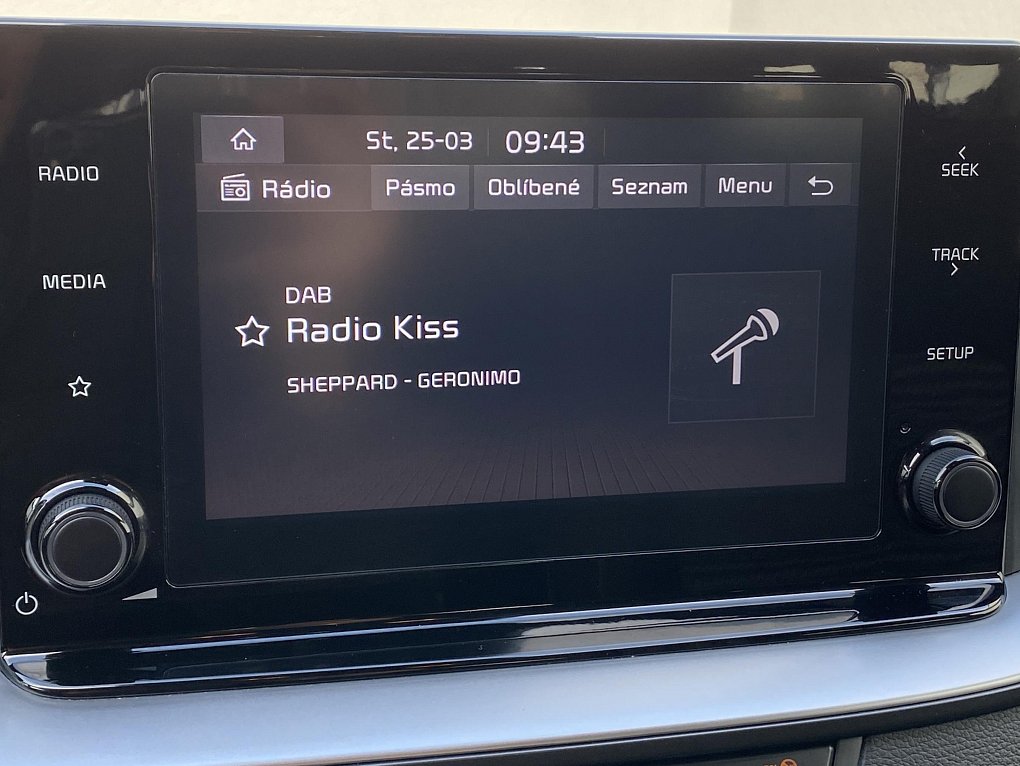 RADIO
MEDIA
St, 25-03 09:43
Rádio Pásmo Oblíbené Seznam Menu
DAB
Radio Kiss
SHEPPARD - GERONIMO
SEEK
TRACK
SETUP